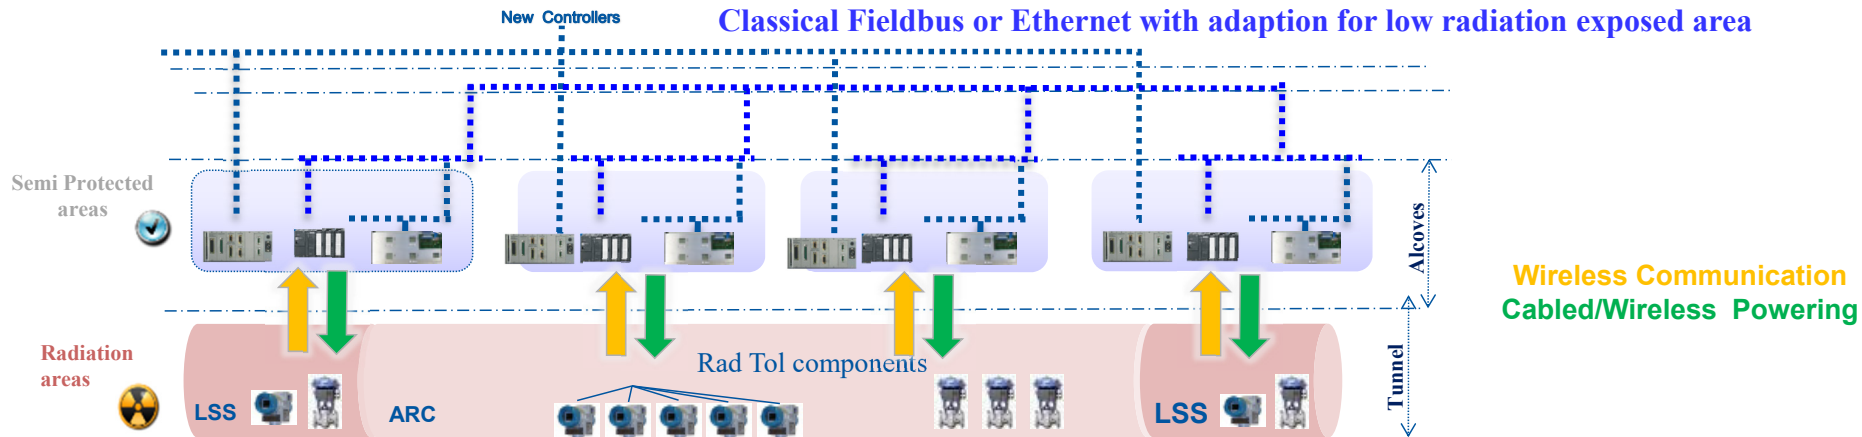 New Controllers
Classical Fieldbus or Ethernet with adaption for low radiation exposed area
Semi Protected
areas
Alcoves
Wireless Communication
Cabled/Wireless Powering
Radiation
areas
Rad Tol components
Tunnel
LSS
ARC
LSS